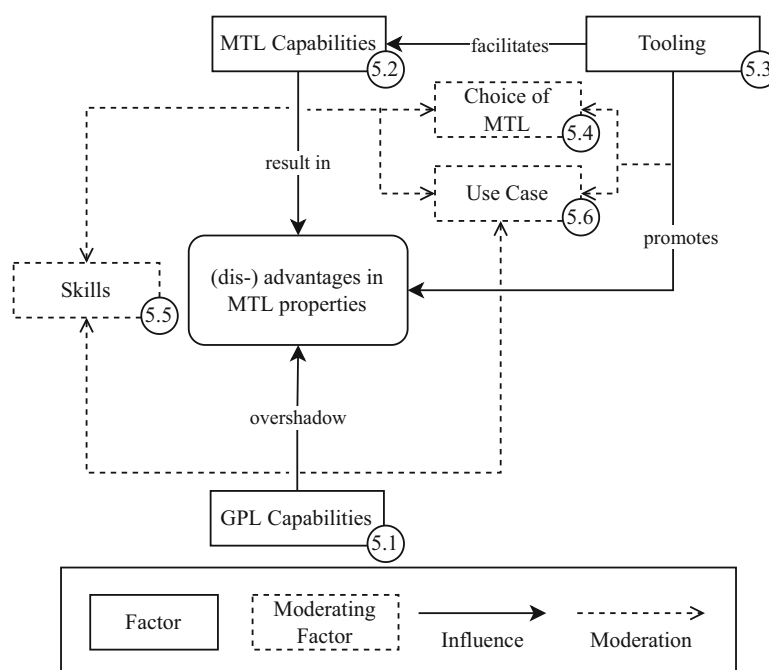 MTL Capabilities
5.2
facilitates
Tooling
5.3
Choice of
MTL
5.4
result in
Use Case
5.6
promotes
(dis-) advantages in
MTL properties
Skills
5.5
overshadow
GPL Capabilities
5.1
Factor
Moderating
Factor
Influence
Moderation